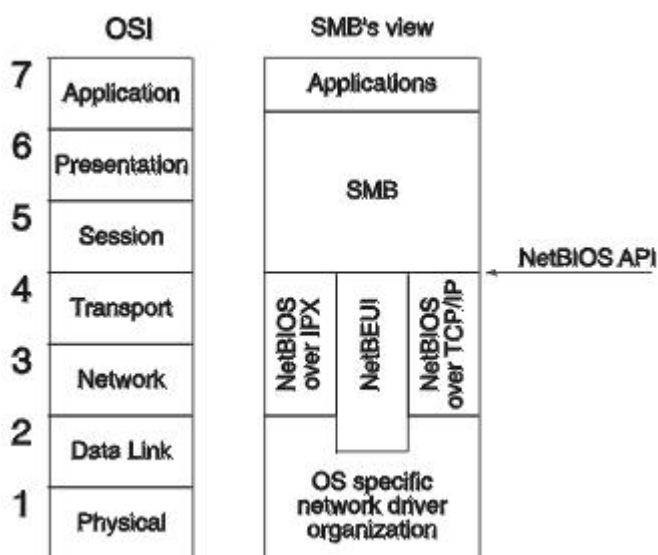 OSI
SMB's view
7
Application
6
Presentation
5
Session
4
Transport
3
Network
2
Data Link
1
Physical
Applications
SMB
NetBIOS API
NetBIOS
over IPX
NetBEUI
NetBIOS
over TCP/IP
OS specific
network driver
organization